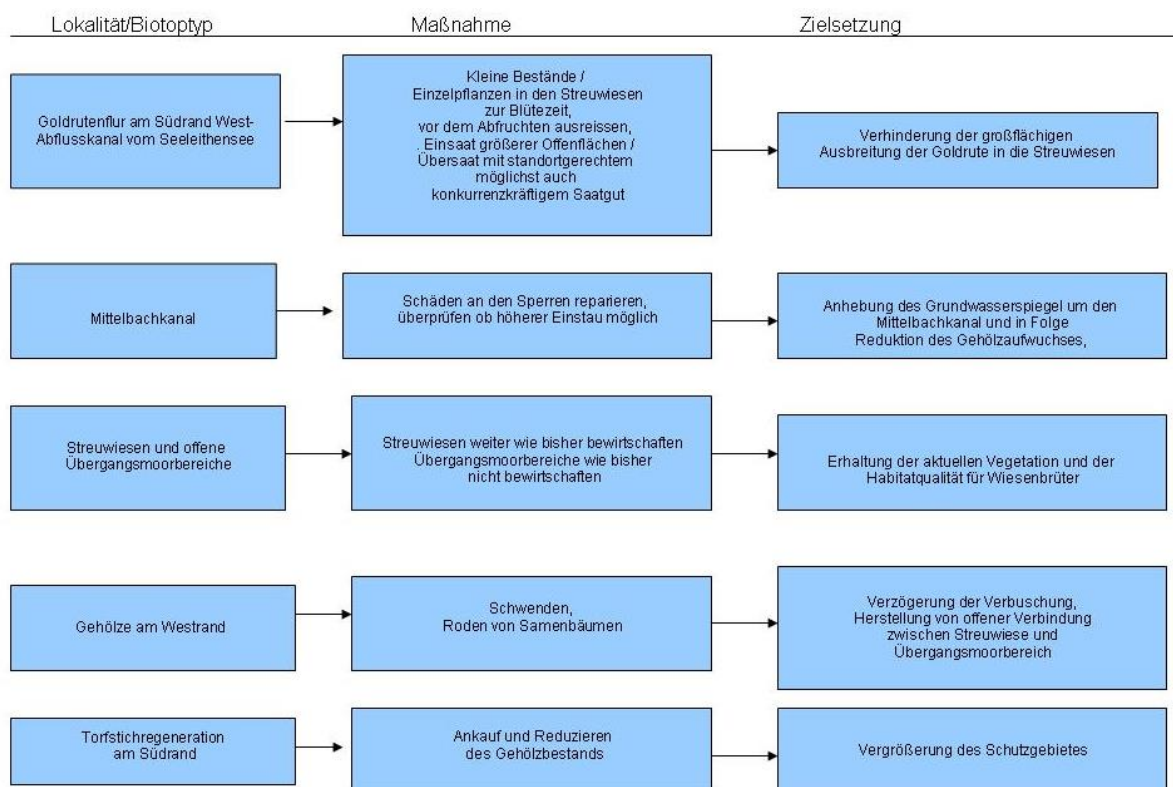 Lokalität/Biotoptyp
Maßnahme
Zielsetzung
Goldrutenflur am Südrand West-
Abflusskanal vom Seeleithensee
Kleine Bestände /
Einzelpflanzen in den Streuwiesen
zur Blütezeit,
vor dem Abfruchten ausreissen,
. Einsaat größerer Offenflächen /
Übersaat mit standortgerechtem
möglichst auch
konkurrenzkräftigem Saatgut
Verhinderung der großflächigen
Ausbreitung der Goldrute in die Streuwiesen
Mittelbachkanal
Schäden an den Sperren reparieren,
überprüfen ob höherer Einstau möglich
Anhebung des Grundwasserspiegel um den
Mittelbachkanal und in Folge
Reduktion des Gehölzaufwuchses,
Streuwiesen und offene
Übergangsmoorbereiche
Streuwiesen weiter wie bisher bewirtschaften
Übergangsmoorbereiche wie bisher
nicht bewirtschaften
Erhaltung der aktuellen Vegetation und der
Habitatqualität für Wiesenbrüter
Gehölze am Westrand
Schwenden,
Roden von Samenbäumen
Verzögerung der Verbuschung,
Herstellung von offener Verbindung
zwischen Streuwiese und
Übergangsmoorbereich
Torfstichregeneration
am Südrand
Ankauf und Reduzieren
des Gehölzbestands
Vergrößerung des Schutzgebietes